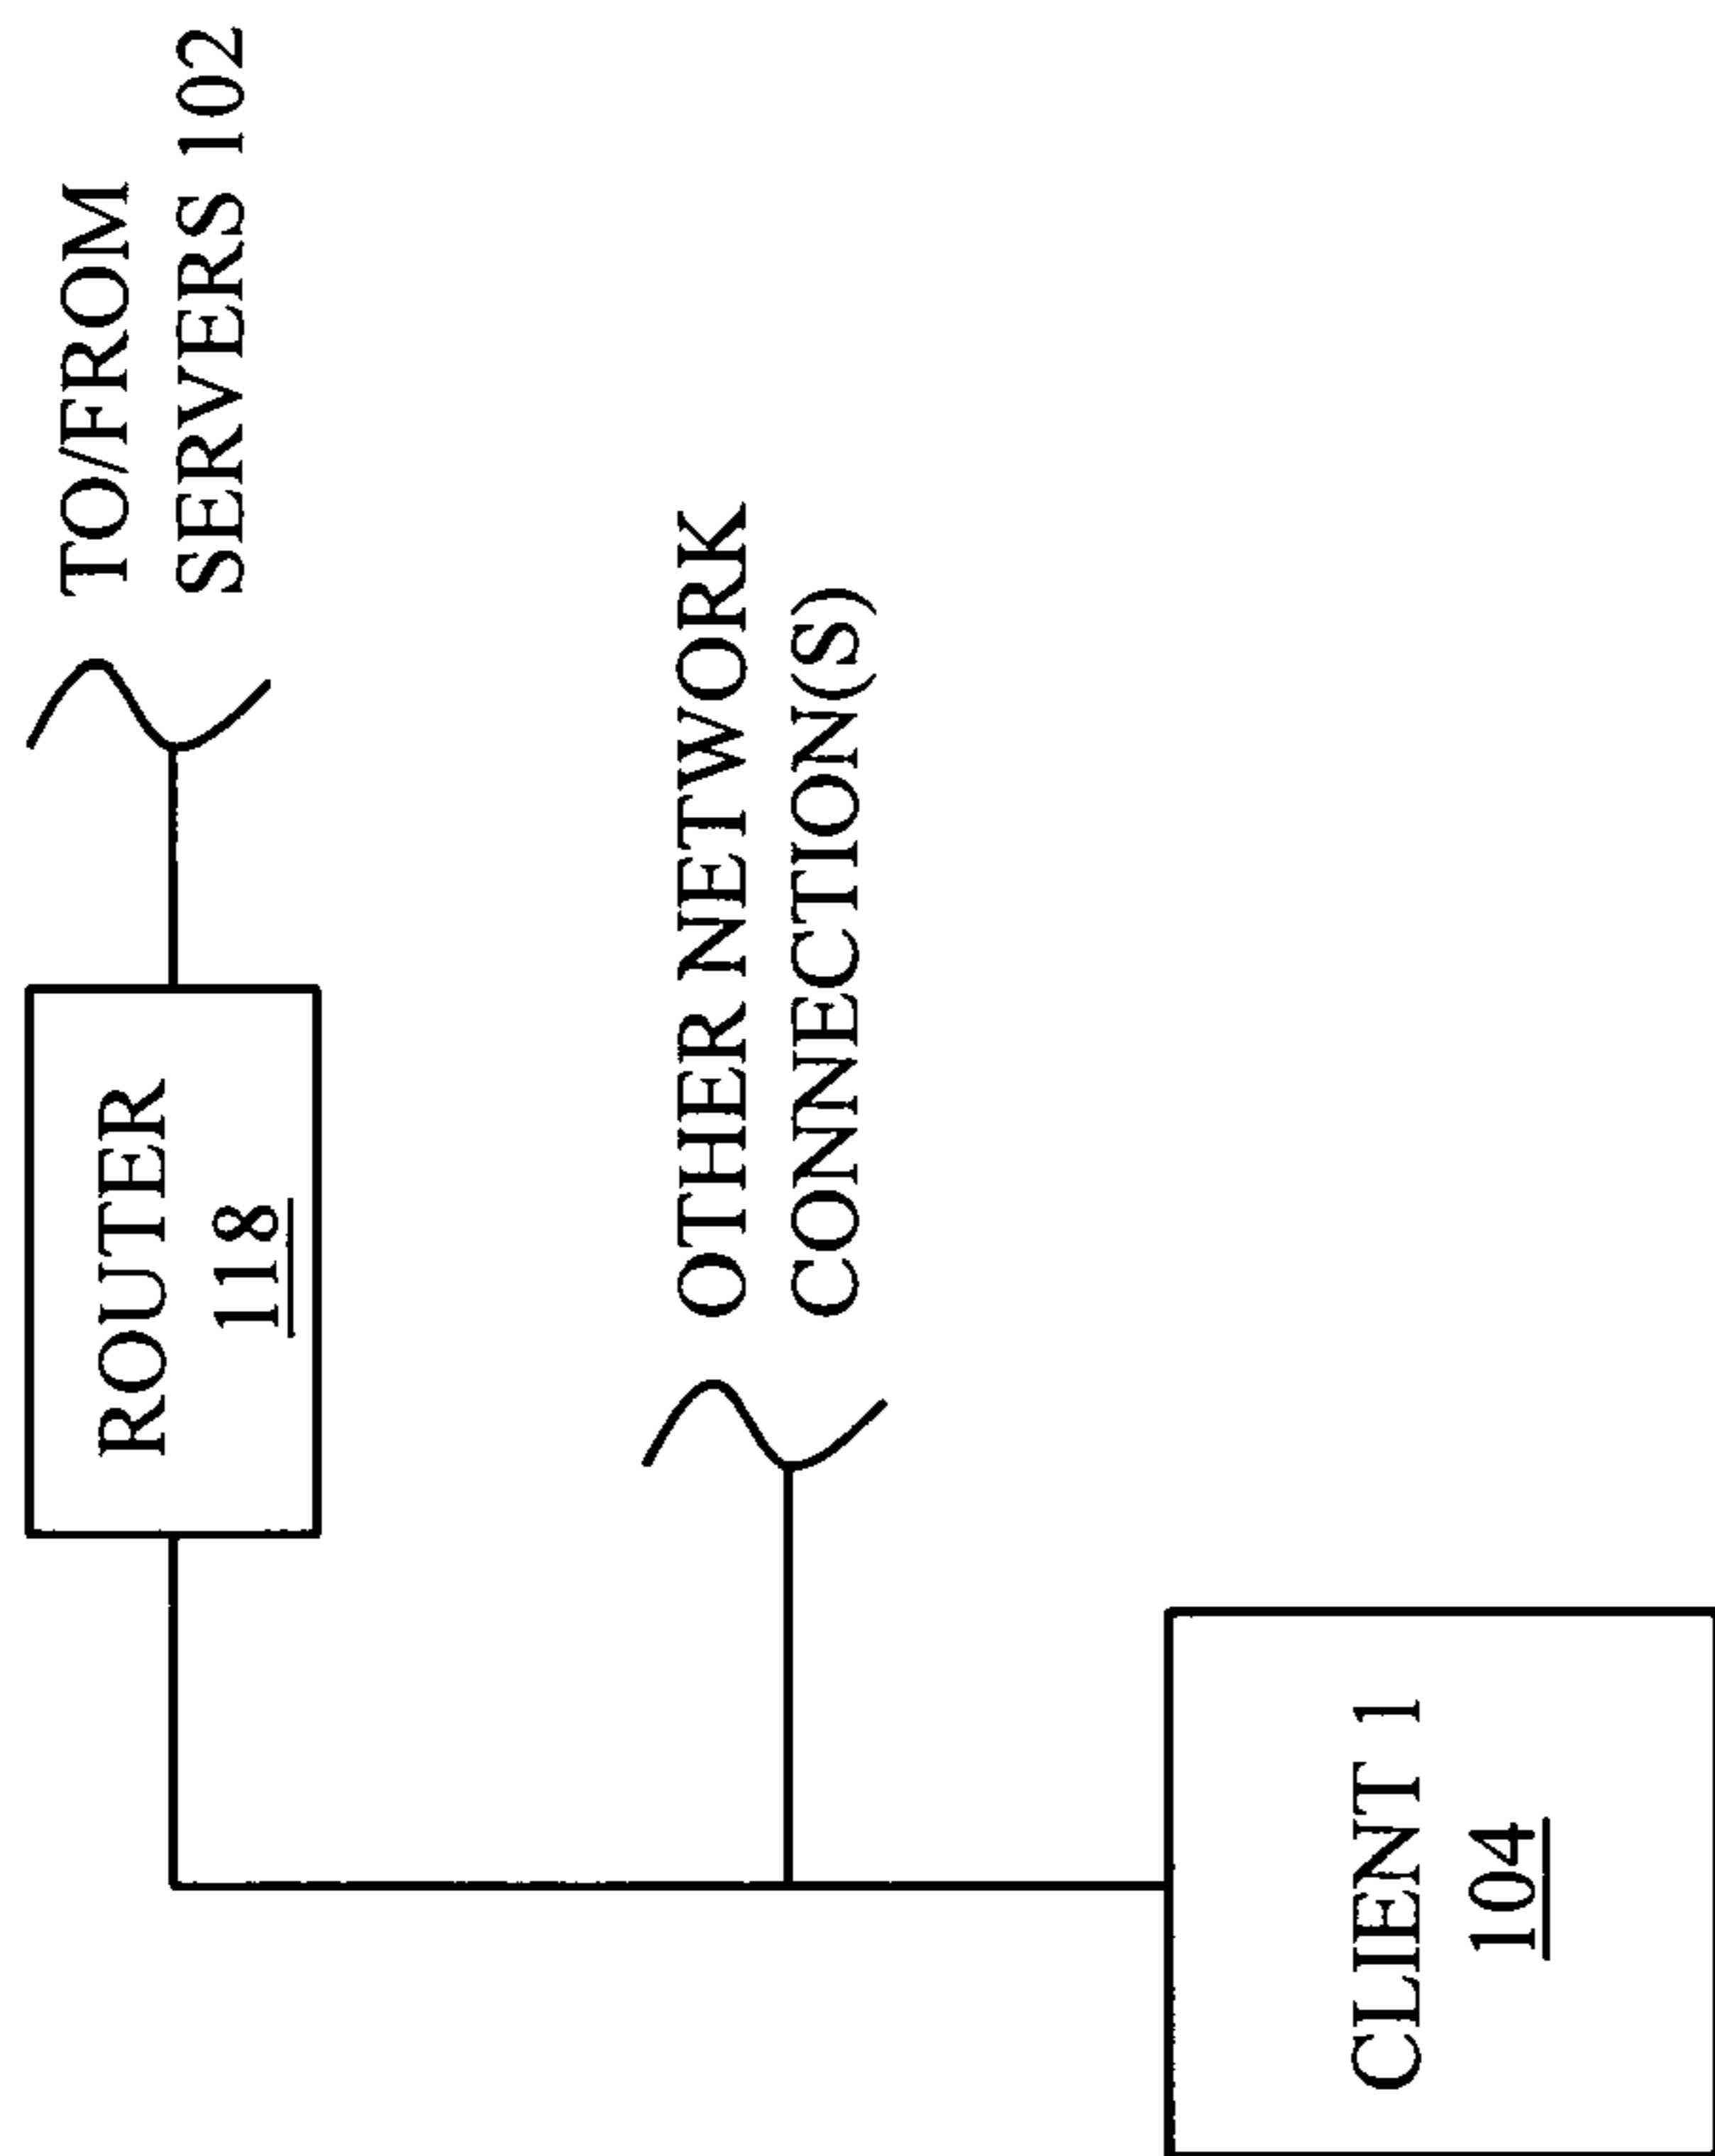 TO/FROM
SERVERS 102
ROUTER
118
OTHER NETWORK
CONNECTION(S)
CLIENT 1
104